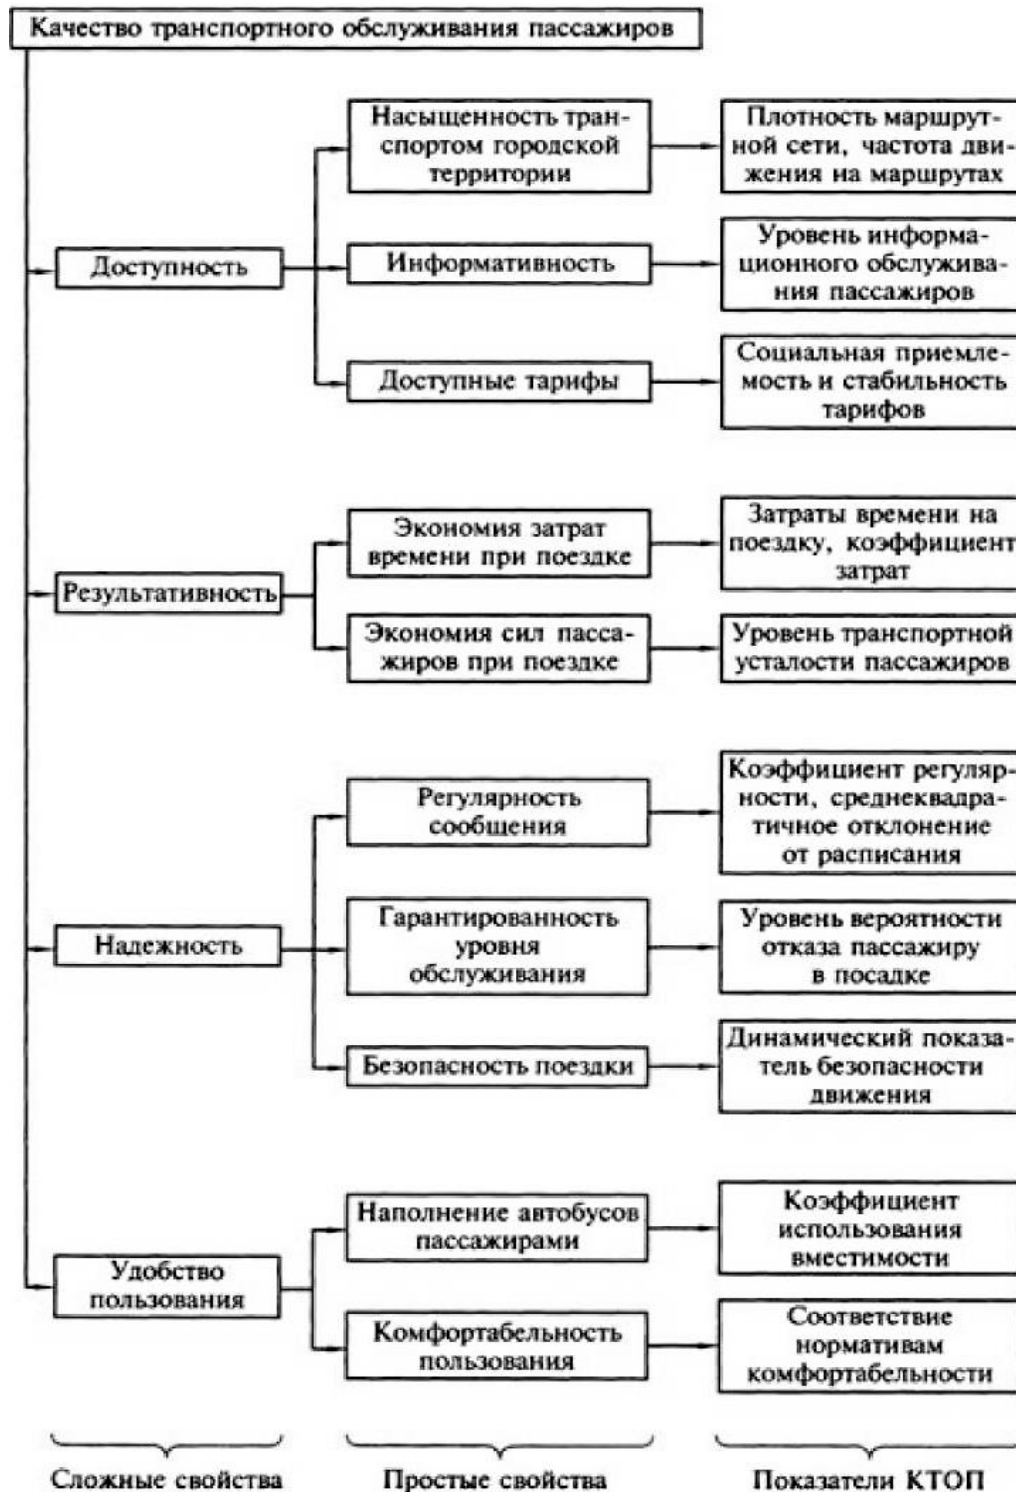 Качество транспортного обслуживания пассажиров
Насыщенность тран-
спортом городской
территории
Плотность маршрут-
ной сети, частота дви-
жения на маршрутах
Доступность
Информативность
Уровень информа-
ционного обслужива-
ния пассажиров
Доступные тарифы
Социальная приемле-
мость и стабильность
тарифов
Результативность
Экономия затрат
времени при поездке
Затраты времени на
поездку, коэффициент
затрат
Экономия сил пасса-
жиров при поездке
Уровень транспортной
усталости пассажиров
Надежность
Регулярность
сообщения
Коэффициент регуляр-
ности, среднеквадра-
тичное отклонение
от расписания
Гарантированность
уровня
обслуживания
Уровень вероятности
отказа пассажиру
в посадке
Безопасность поездки
Динамический показа-
тель безопасности
движения
Удобство
пользования
Наполнение автобусов
пассажирами
Коэффициент
использования
вместимости
Комфортабельность
пользования
Соответствие
нормативам
комфортабельности
Сложные свойства
Простые свойства
Показатели КТОП